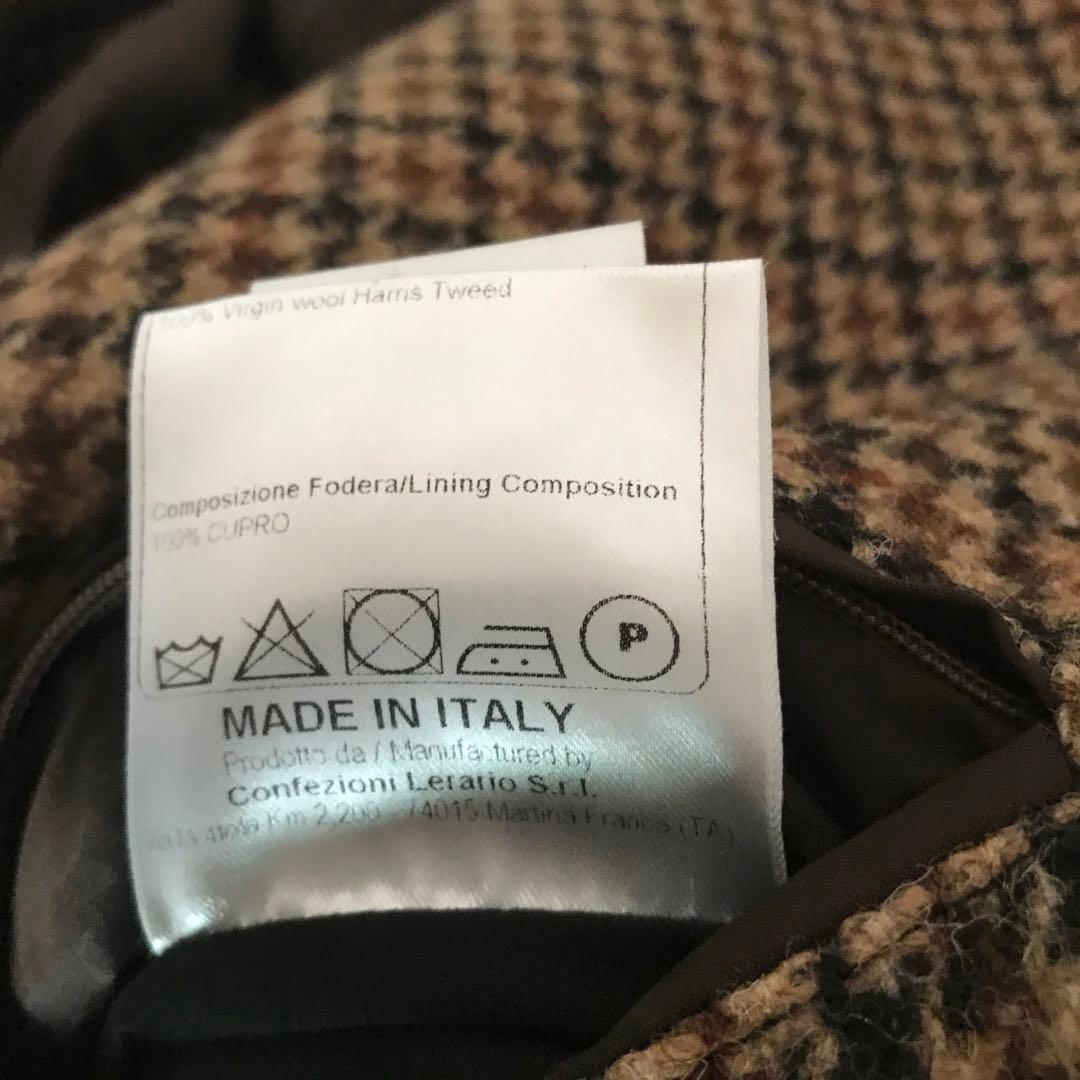 100% Virgin wool Harris Tweed
Composizione Fodera/Lining Composition
100% CUPRO
P
MADE IN ITALY
Prodotto da / Manufactured by
Confezioni Lerario S.r.l.
Km 2,200 74015 Martina Franca (TA)